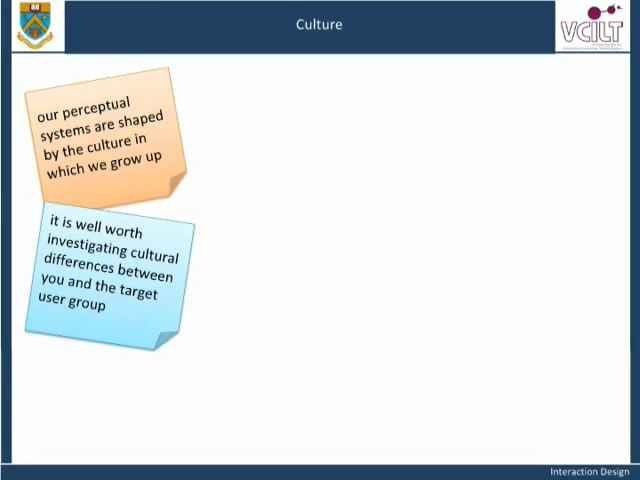 Culture
VCILT
our perceptual
systems are shaped
by the culture in
which we grow up
it is well worth
investigating cultural
differences between
you and the target
user group
Interaction Design